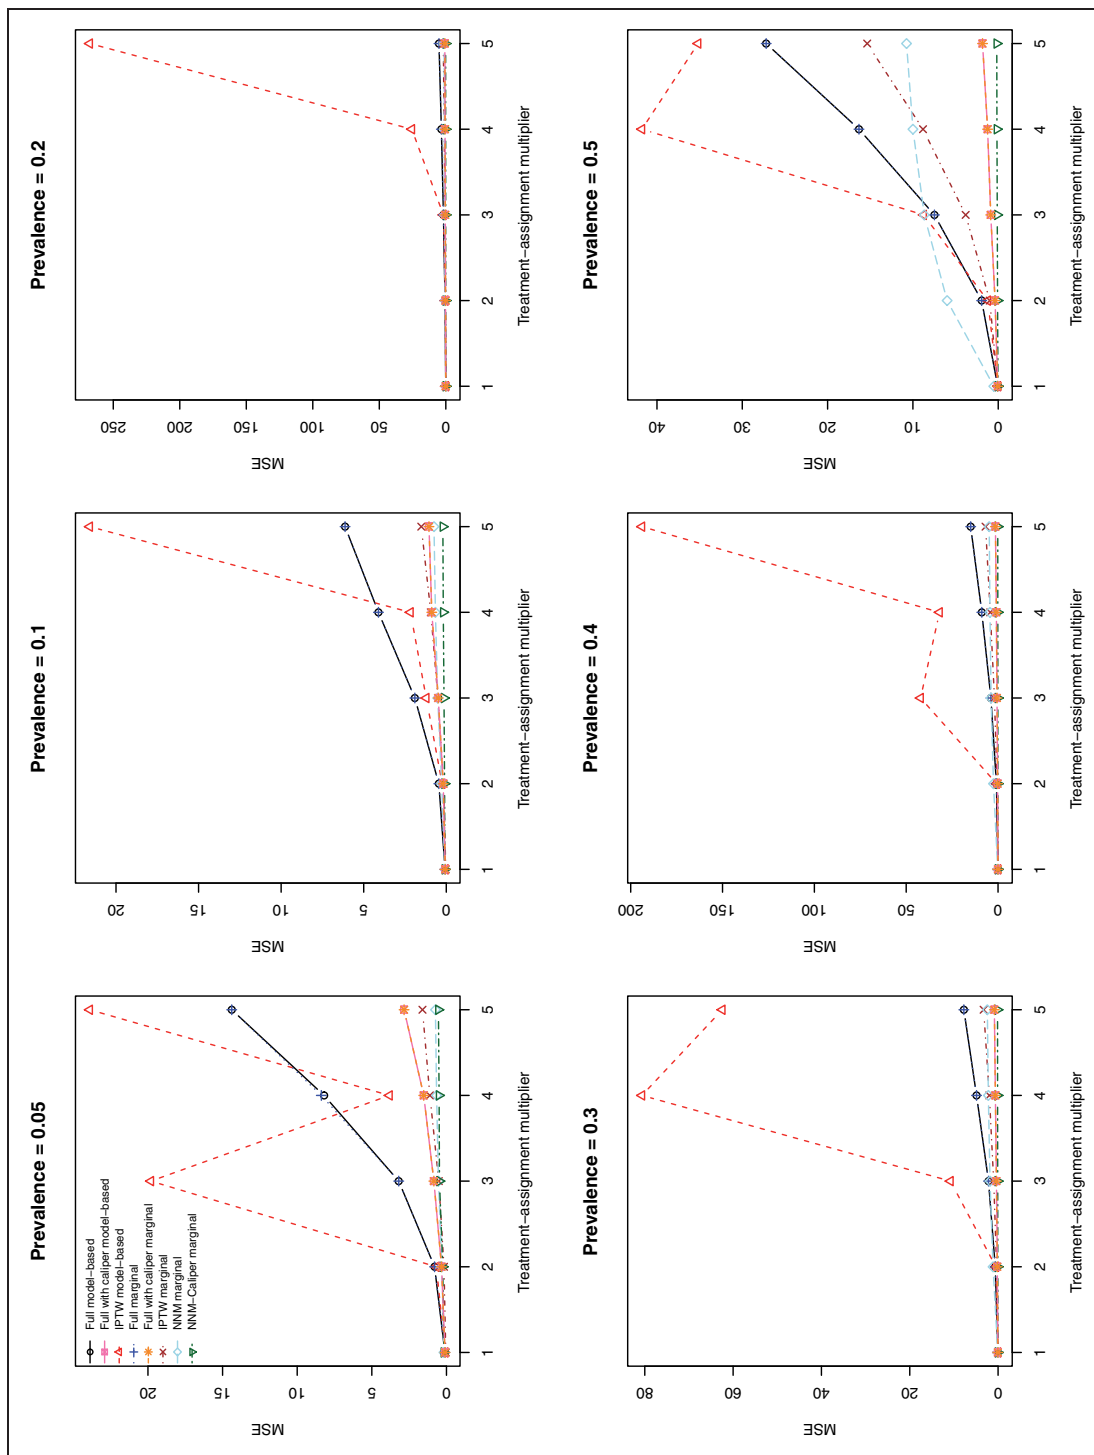 Prevalence = 0.05
MSE
0
5
10
15
20
1
2
3
4
5
Treatment−assignment multiplier
Full model−based
Full with caliper model−based
IPTW model−based
Full marginal
Full with caliper marginal
IPTW marginal
NNM marginal
NNM−Caliper marginal
Prevalence = 0.1
MSE
0
5
10
15
20
1
2
3
4
5
Treatment−assignment multiplier
Prevalence = 0.2
MSE
0
50
100
150
200
250
1
2
3
4
5
Treatment−assignment multiplier
Prevalence = 0.3
MSE
0
20
40
60
80
1
2
3
4
5
Treatment−assignment multiplier
Prevalence = 0.4
MSE
0
50
100
150
200
1
2
3
4
5
Treatment−assignment multiplier
Prevalence = 0.5
MSE
0
10
20
30
40
1
2
3
4
5
Treatment−assignment multiplier